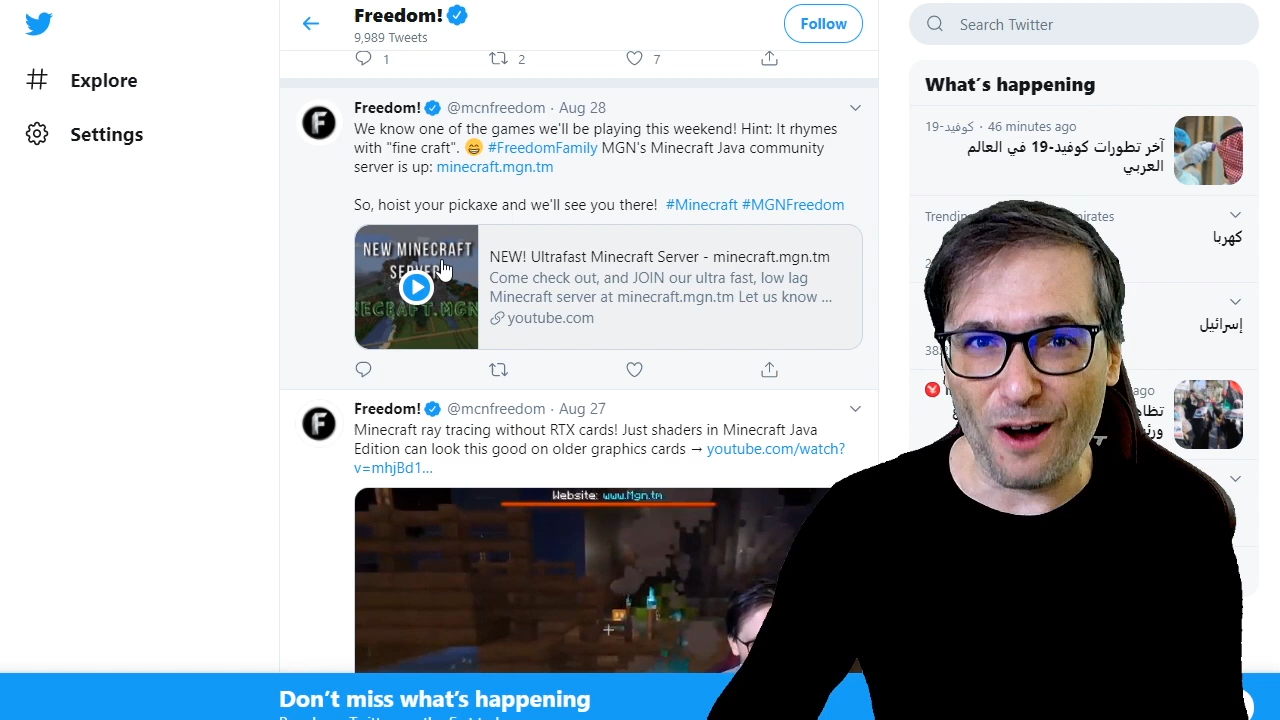 Explore
Settings
Freedom!
9,989 Tweets
Follow
1
2
7
Freedom! @mcnfreedom · Aug 28
We know one of the games we'll be playing this weekend! Hint: It rhymes
with "fine craft". 😁 #FreedomFamily MGN's Minecraft Java community
server is up: minecraft.mgn.tm
So, hoist your pickaxe and we'll see you there! #Minecraft #MGNFreedom
NEW MINECRAFT
SERVER
NEW! Ultrafast Minecraft Server - minecraft.mgn.tm
Come check out, and JOIN our ultra fast, low lag
Minecraft server at minecraft.mgn.tm Let us know ...
youtube.com
Freedom! @mcnfreedom · Aug 27
Minecraft ray tracing without RTX cards! Just shaders in Minecraft Java
Edition can look this good on older graphics cards → youtube.com/watch?
v=mhjBd1...
Website: www.Mgn.tm
Search Twitter
What's happening
كوفيد-19 · 46 minutes ago
آخر تطورات كوفيد-19 في العالم
العربي
Trending
كهربا
إسرائيل
ago
Don't miss what's happening